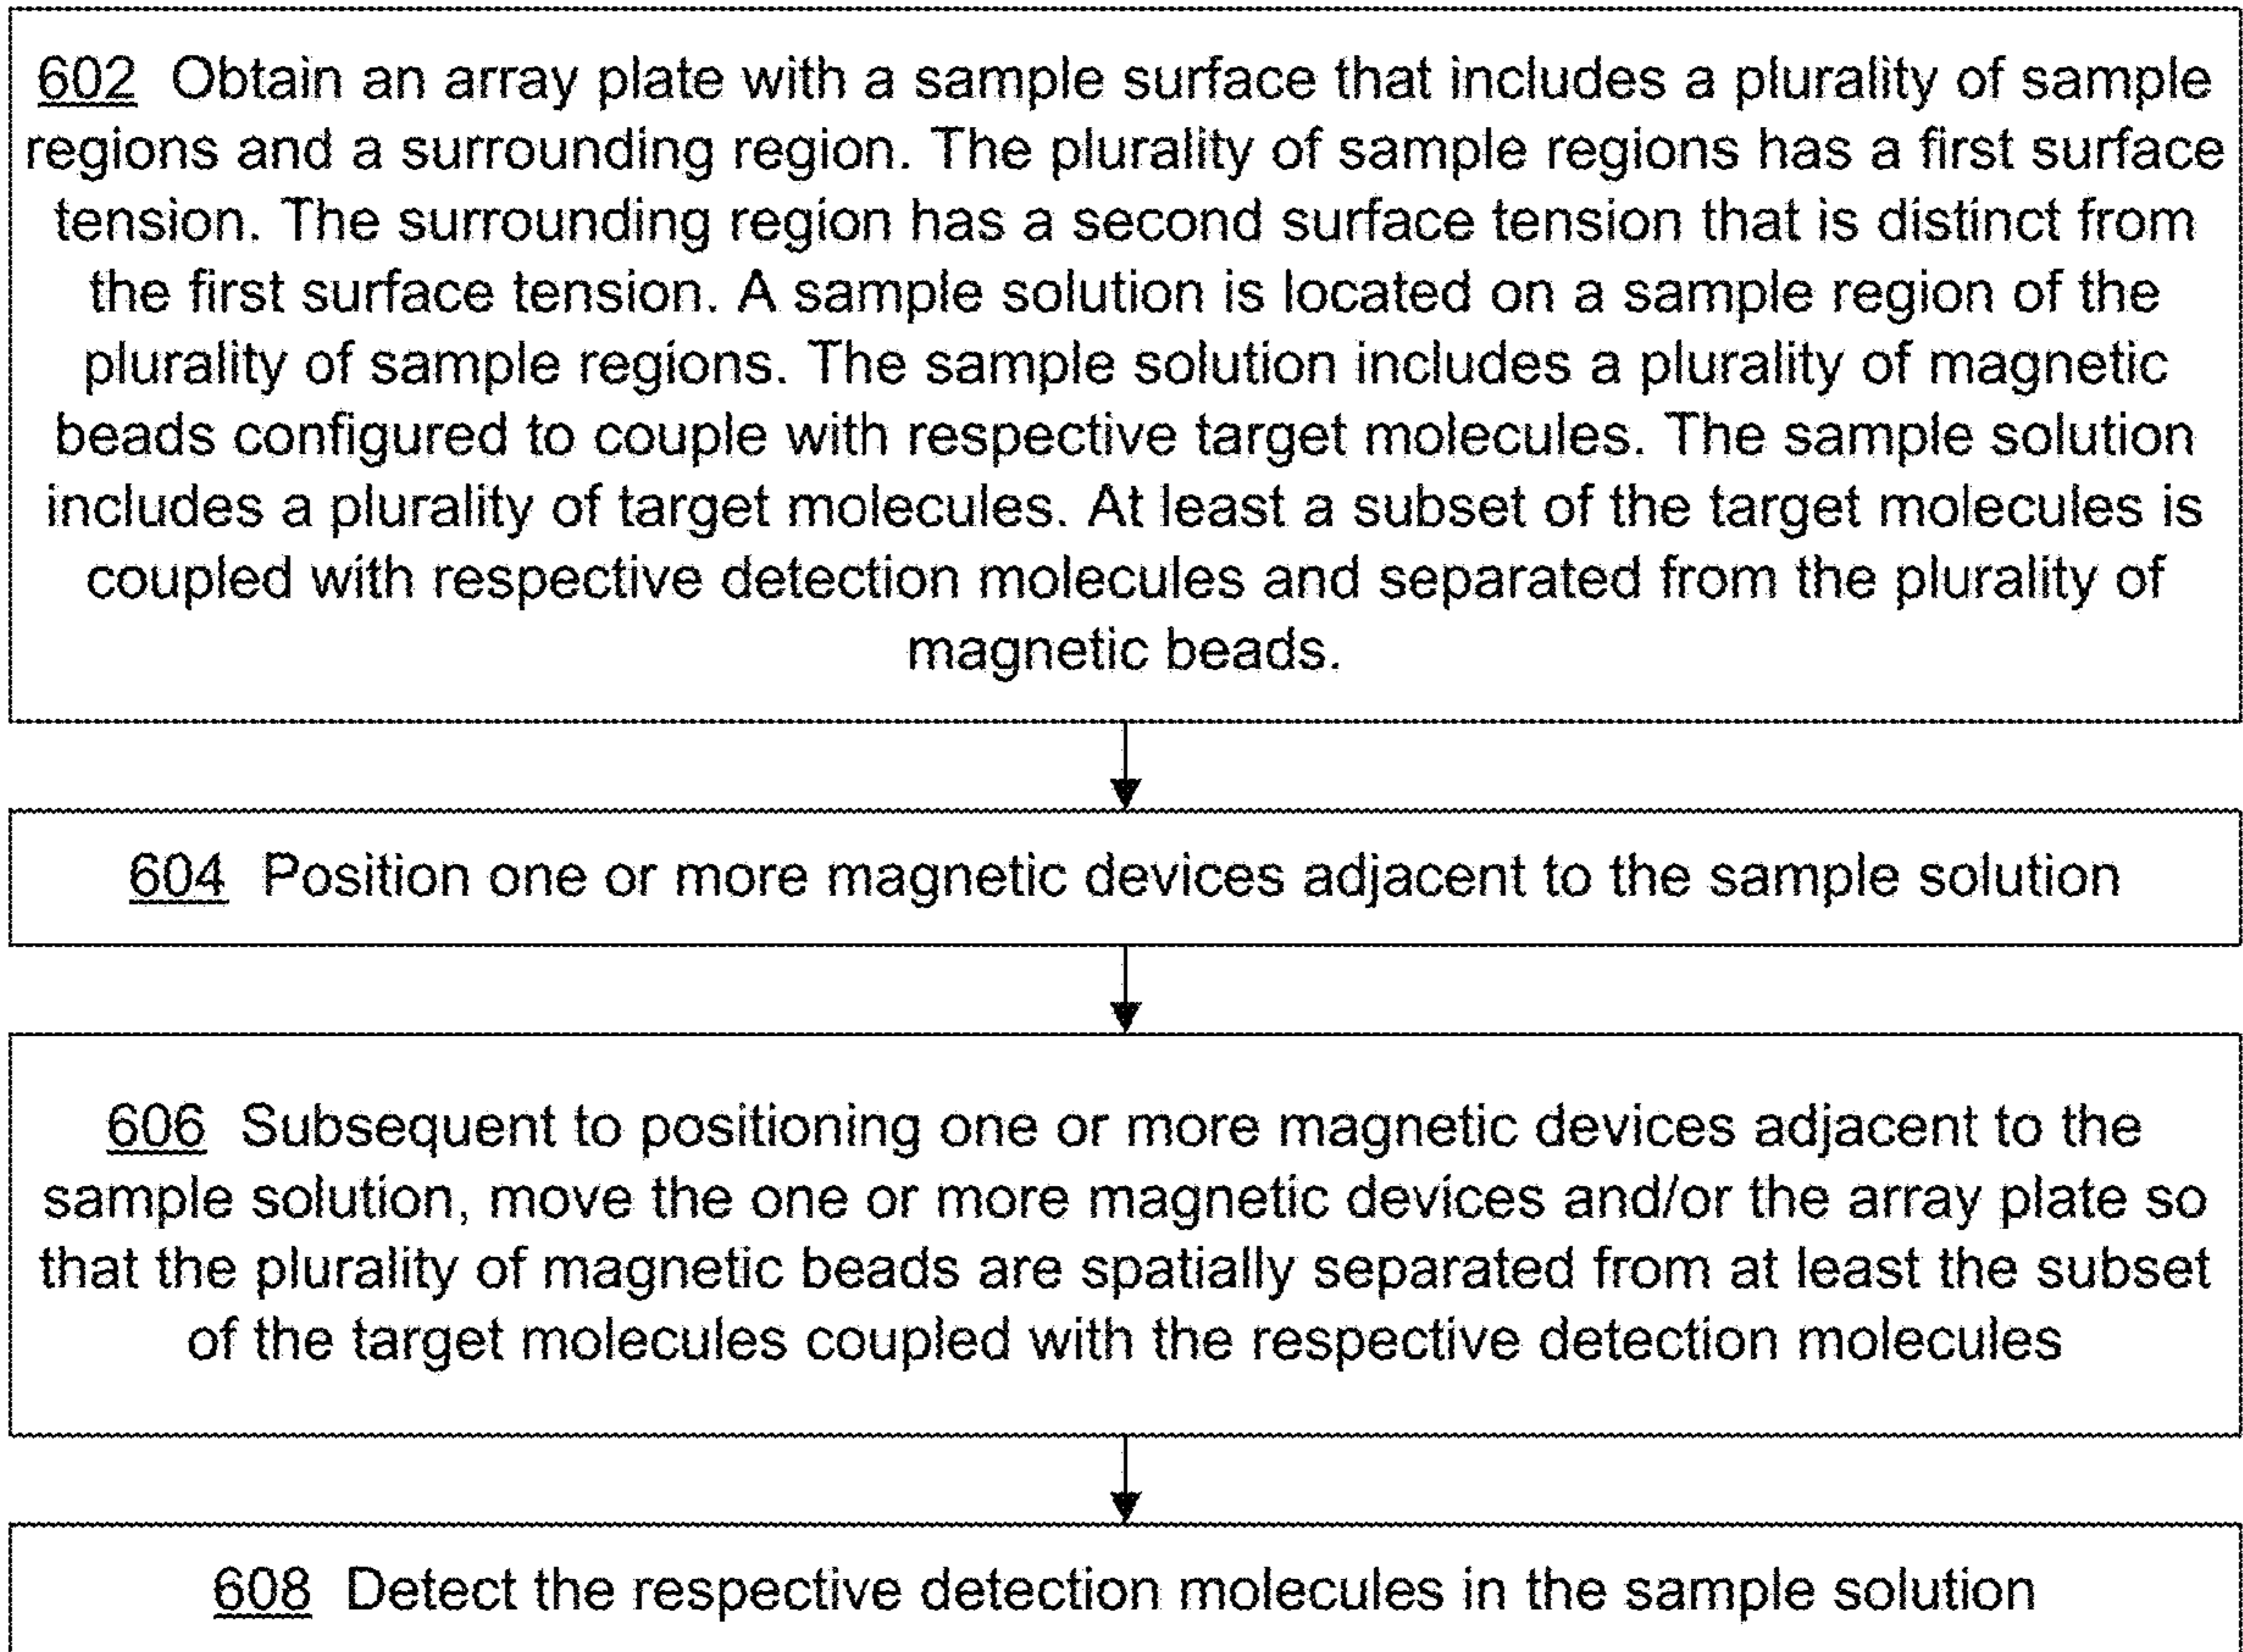 602 Obtain an array plate with a sample surface that includes a plurality of sample
regions and a surrounding region. The plurality of sample regions has a first surface
tension. The surrounding region has a second surface tension that is distinct from
the first surface tension. A sample solution is located on a sample region of the
plurality of sample regions. The sample solution includes a plurality of magnetic
beads configured to couple with respective target molecules. The sample solution
includes a plurality of target molecules. At least a subset of the target molecules is
coupled with respective detection molecules and separated from the plurality of
magnetic beads.
604 Position one or more magnetic devices adjacent to the sample solution
606 Subsequent to positioning one or more magnetic devices adjacent to the
sample solution, move the one or more magnetic devices and/or the array plate so
that the plurality of magnetic beads are spatially separated from at least the subset
of the target molecules coupled with the respective detection molecules
608 Detect the respective detection molecules in the sample solution